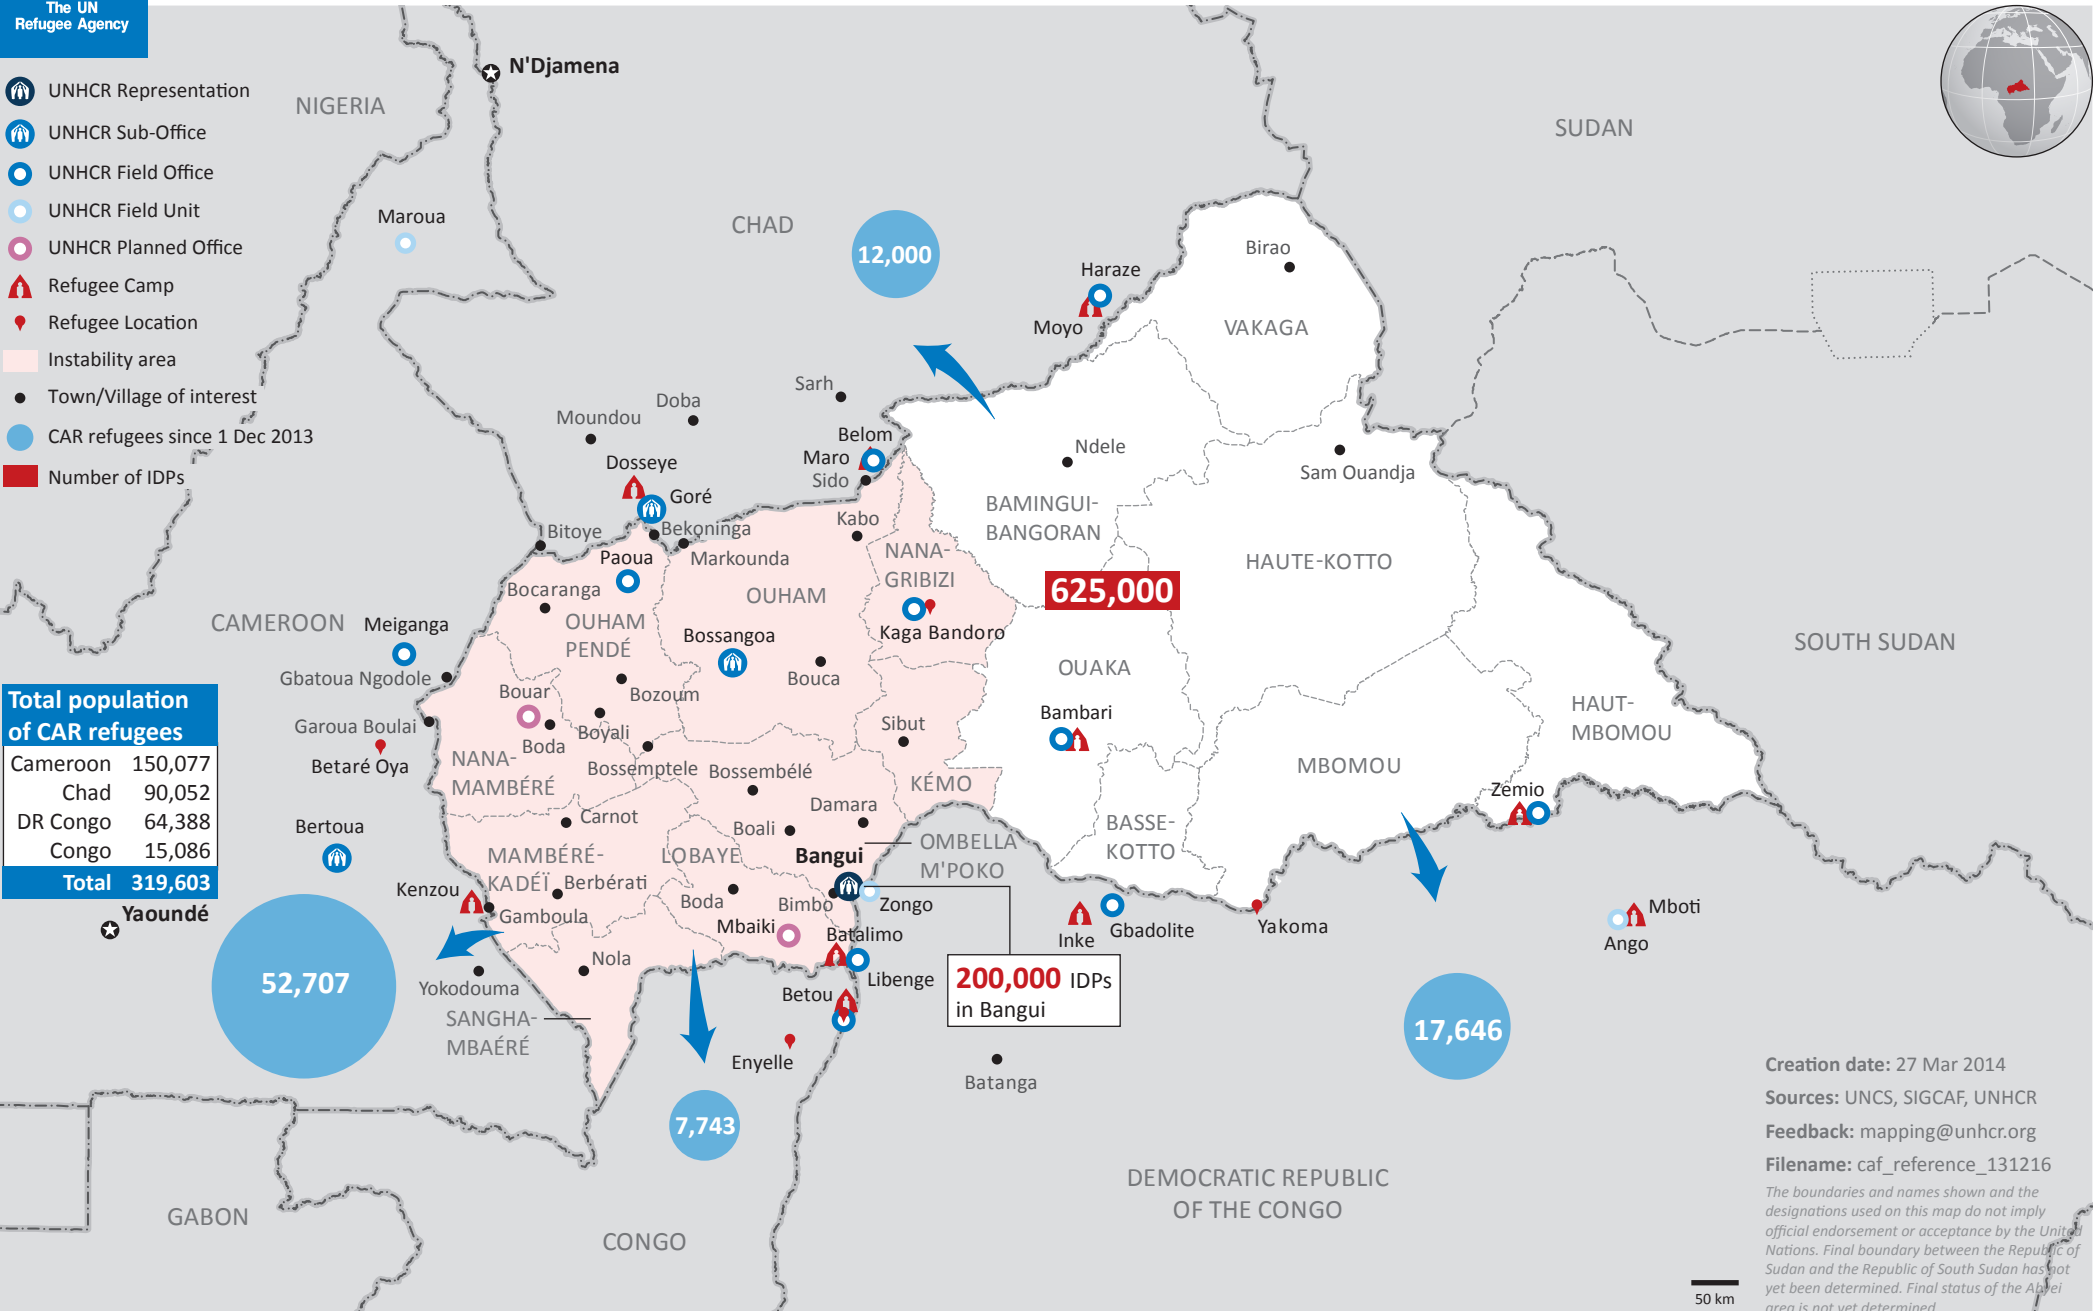 The UN
Refugee Agency
UNHCR Representation
UNHCR Sub-Office
UNHCR Field Office
UNHCR Field Unit
UNHCR Planned Office
Refugee Camp
Refugee Location
Instability area
Town/Village of interest
CAR refugees since 1 Dec 2013
Number of IDPs
N'Djamena
NIGERIA
SUDAN
Maroua
CHAD
12,000
Birao
Haraze
Moyo
VAKAGA
Sarh
Doba
Moundou
Belom
Maro
Sido
Dosseye
Goré
Ndele
Sam Ouandja
BAMINGUI-
BANGORAN
Bitoye
Bekoninga
Markounda
Kabo
Paoua
NANA-
GRIBIZI
HAUTE-KOTTO
625,000
Bocaranga
OUHAM
OUHAM
PENDÉ
CAMEROON
Meiganga
Bossangoa
Kaga Bandoro
SOUTH SUDAN
Gbatoua Ngodole
Bouca
OUAKA
Bouar
Bozoum
Total population
of CAR refugees
Cameroon 150,077
Chad 90,052
DR Congo 64,388
Congo 15,086
Total 319,603
Garoua Boulai
Betaré Oya
Boda
Boyali
Sibut
Bambari
HAUT-
MBOMOU
NANA-
MAMBÉRÉ
Bossemptele
Bossembélé
KÉMO
MBOMOU
Zemio
Damara
Carnot
Boali
BASSE-
KOTTO
Bertoua
OMBELLA
M'POKO
MAMBÉRÉ-
KADÉÏ
LOBAYE
Bangui
Kenzou
Berbérati
Boda
Bimbo
Zongo
Yaoundé
Gamboula
Mbaiki
Batalimo
Inke
Gbadolite
Yakoma
Mboti
Ango
Nola
Libenge
52,707
Yokodouma
Betou
200,000 IDPs
in Bangui
SANGHA-
MBAÉRÉ
17,646
Enyelle
Batanga
7,743
Creation date: 27 Mar 2014
Sources: UNCS, SIGCAF, UNHCR
Feedback: mapping@unhcr.org
Filename: caf_reference_131216
DEMOCRATIC REPUBLIC
OF THE CONGO
GABON
CONGO
The boundaries and names shown and the
designations used on this map do not imply
official endorsement or acceptance by the United
Nations. Final boundary between the Republic of
Sudan and the Republic of South Sudan has not
yet been determined. Final status of the Abyei
area is not yet determined
50 km